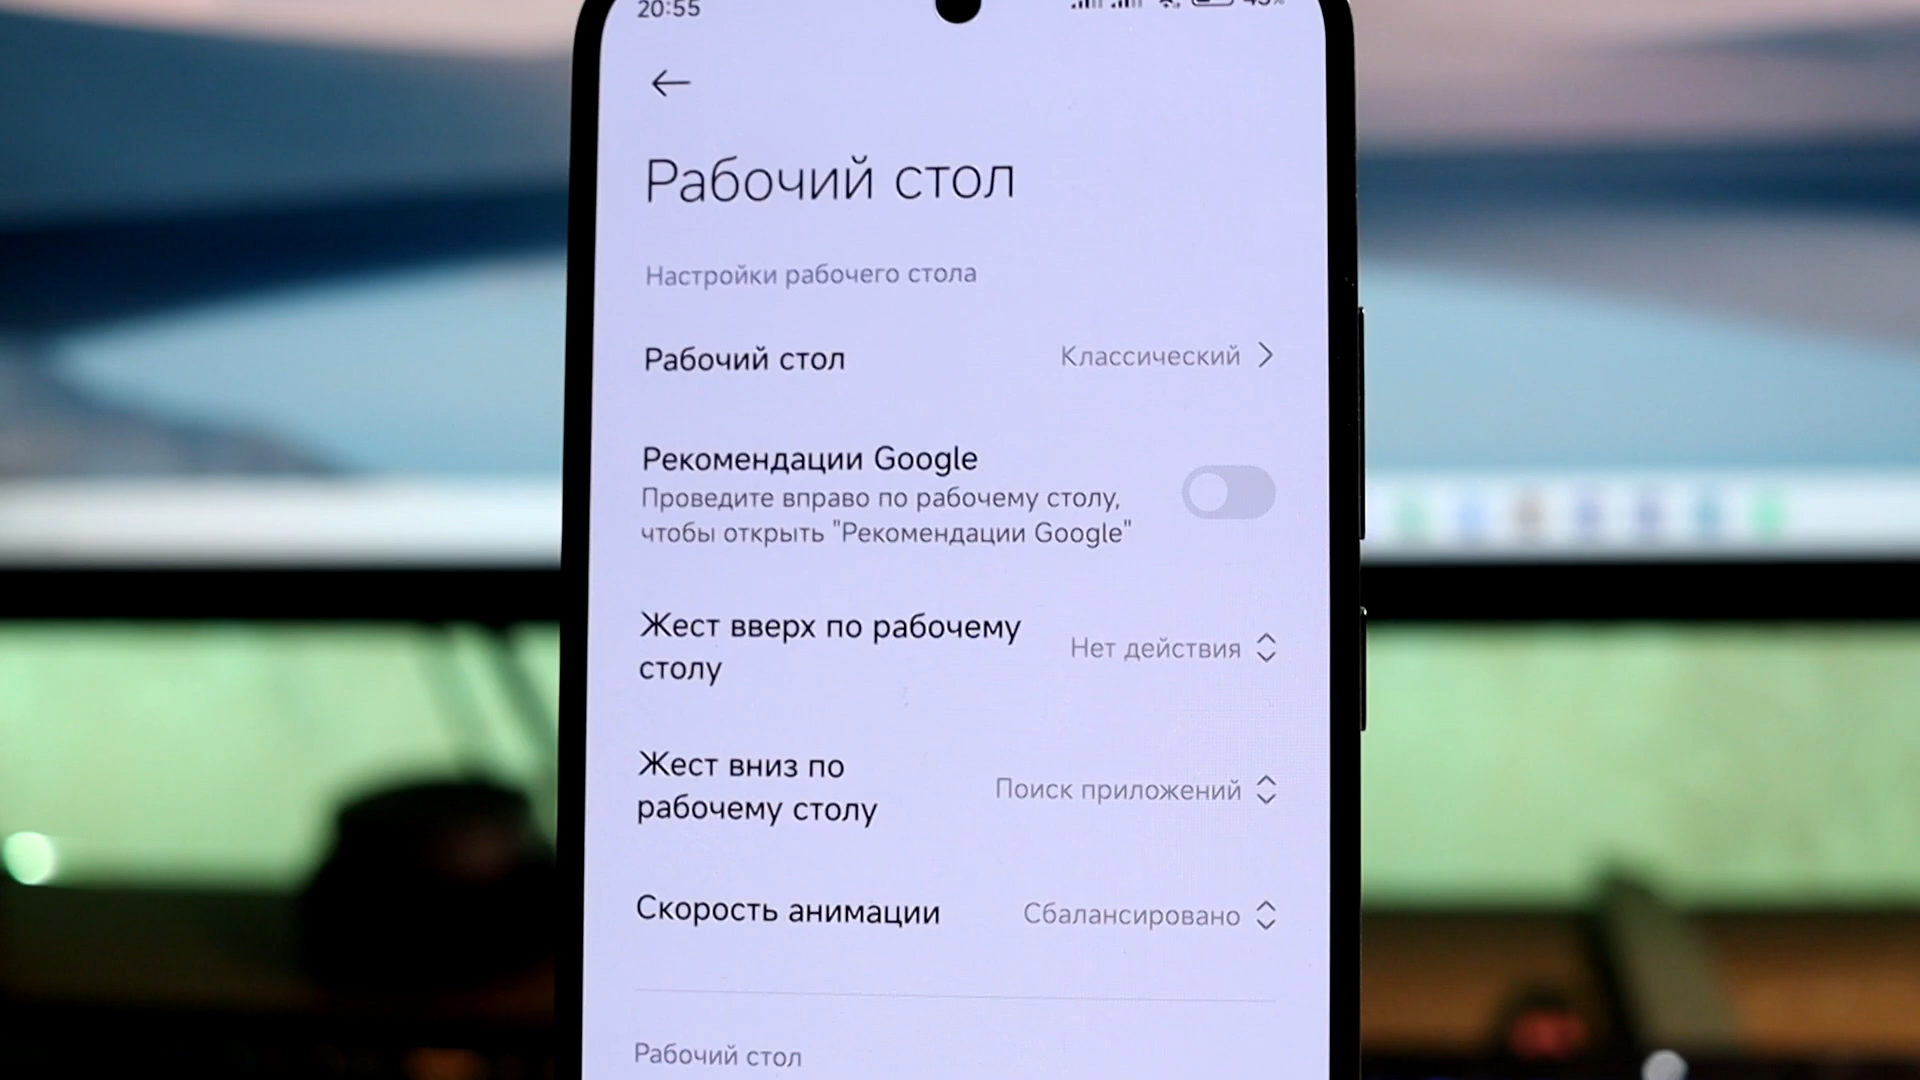 20:55
Рабочий стол
Настройки рабочего стола
Рабочий стол
Классический
Рекомендации Google
Проведите вправо по рабочему столу,
чтобы открыть "Рекомендации Google"
Жест вверх по рабочему
столу
Нет действия
Жест вниз по
рабочему столу
Поиск приложений
Скорость анимации
Сбалансировано
Рабочий стол